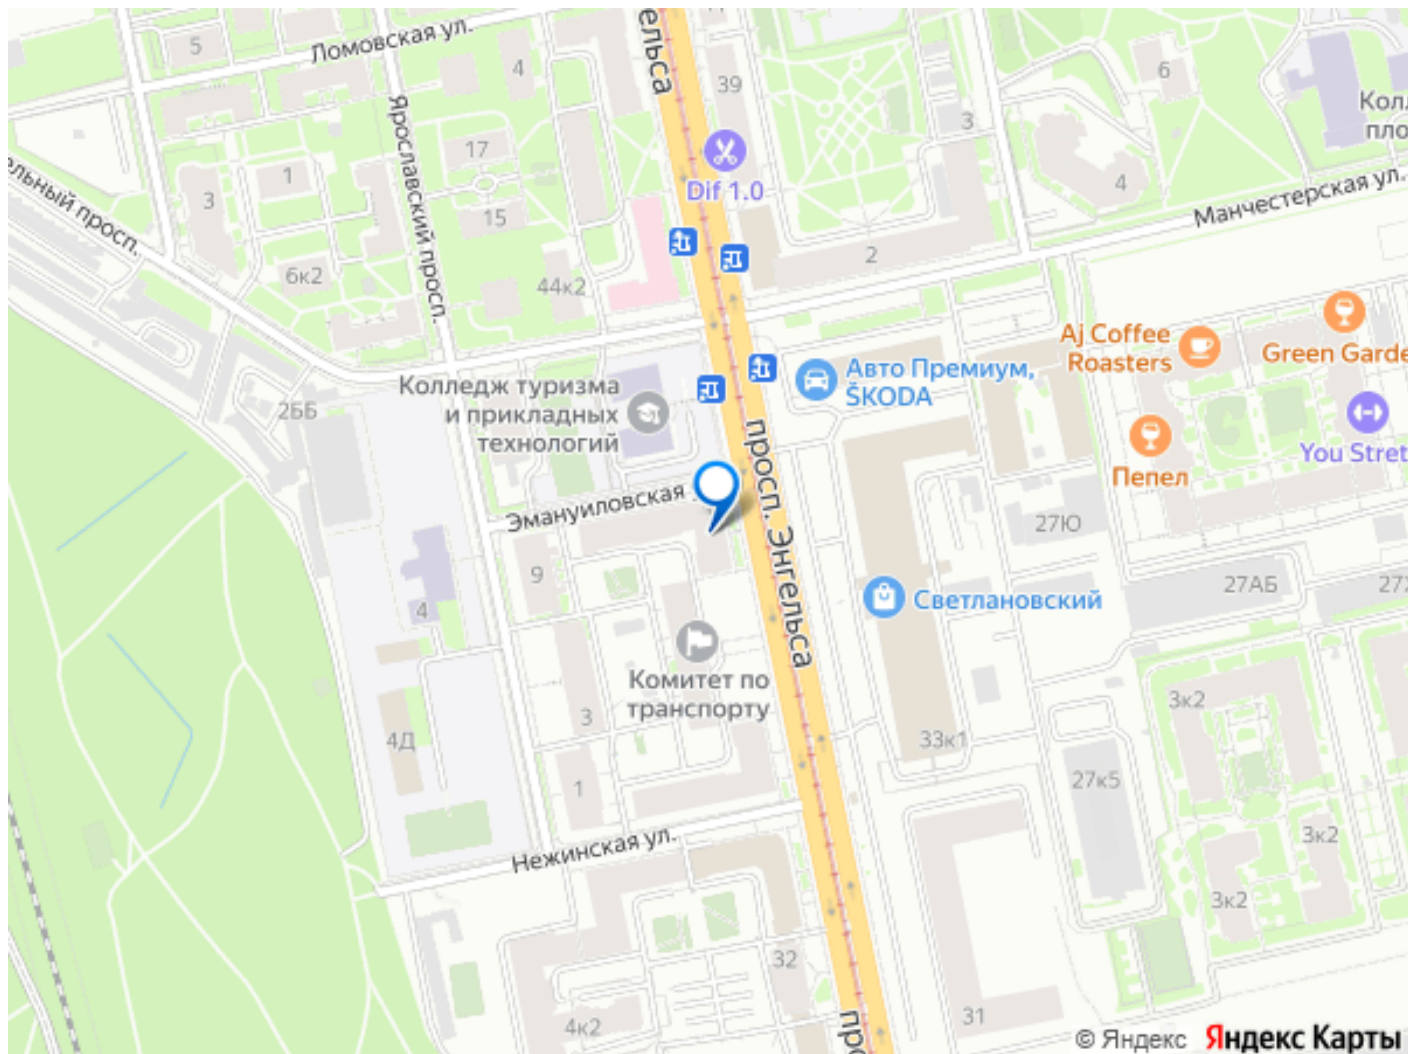 5
Ломовская ул.
4
ельса
39
6
Кол
пло
Ярославский просп.
17
3
Dif 1.0
1
3
4
Манчестерская ул.
ельный просп.
15
2
6к2
44к2
Aj Coffee
Roasters
Green Garde
Авто Премиум,
ŠKODA
Колледж туризма
и прикладных
технологий
2ББ
просп. Энгельса
You Stret
Пепел
Эмануиловская
27Ю
9
27АБ
27
Светлановский
4
Комитет по
транспорту
3
3к2
4Д
33к1
27к5
1
3к2
Нежинская ул.
3к2
32
31
4к2
про
© Яндекс Яндекс Карты